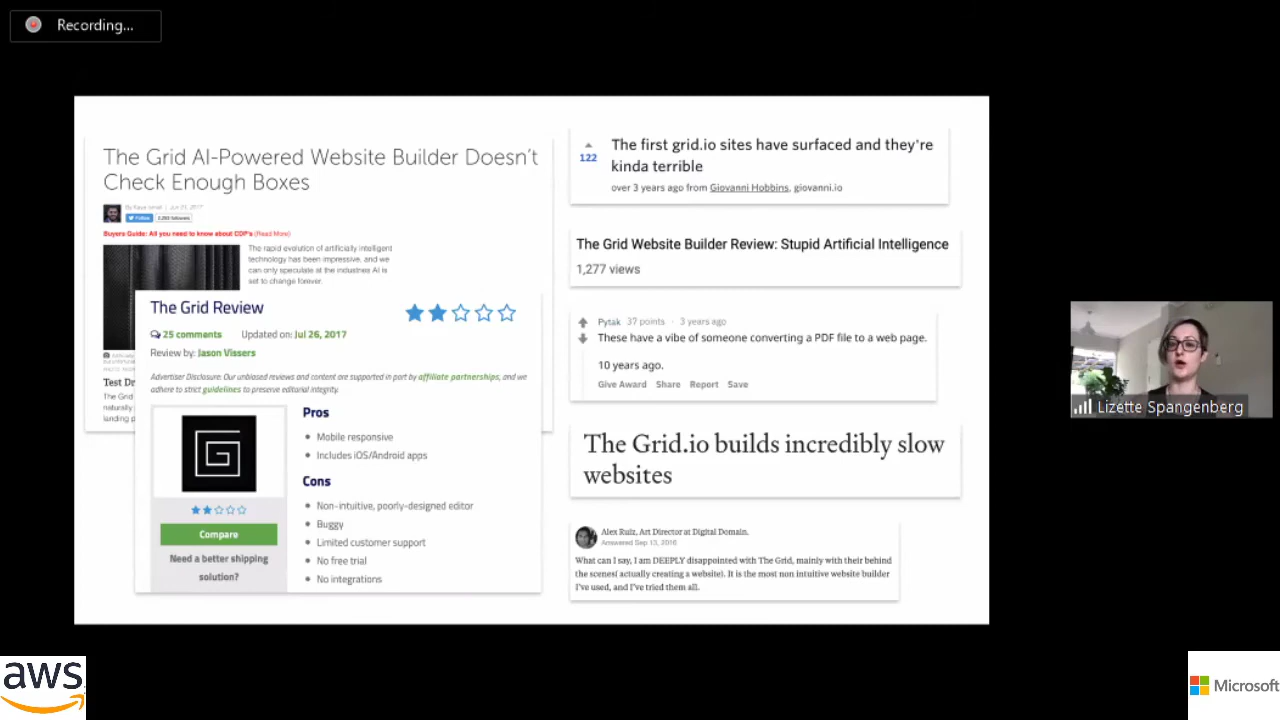 Recording...
The Grid AI-Powered Website Builder Doesn't
Check Enough Boxes
Jun 21, 2017
Follow
Buyers Guide: All you need to know about CDP's (Read More)
The rapid evolution of artificially intelligent
technology has been impressive, and we
can only speculate at the industries AI is
set to change forever.
Test Dr
The Grid
naturally
landing p
The Grid Review
25 comments
Updated on: Jul 26, 2017
Review by: Jason Vissers
Advertiser Disclosure: Our unbiased reviews and content are supported in part by affiliate partnerships, and we
adhere to strict guidelines to preserve editorial integrity.
Compare
Need a better shipping
solution?
Pros
Mobile responsive
Includes iOS/Android apps
Cons
Non-intuitive, poorly-designed editor
Buggy
Limited customer support
No free trial
No integrations
122
The first grid.io sites have surfaced and they're
kinda terrible
over 3 years ago from Giovanni Hobbins, giovanni.io
The Grid Website Builder Review: Stupid Artificial Intelligence
1,277 views
Pytak 37 points · 3 years ago
These have a vibe of someone converting a PDF file to a web page.
10 years ago.
Give Award Share Report Save
The Grid.io builds incredibly slow
websites
Alex Ruiz, Art Director at Digital Domain.
Answered Sep 13, 2016
What can I say, I am DEEPLY disappointed with The Grid, mainly with their behind
the scenes( actually creating a website). It is the most non intuitive website builder
I've used, and I've tried them all.
Lizette Spangenberg
aws
Microsoft